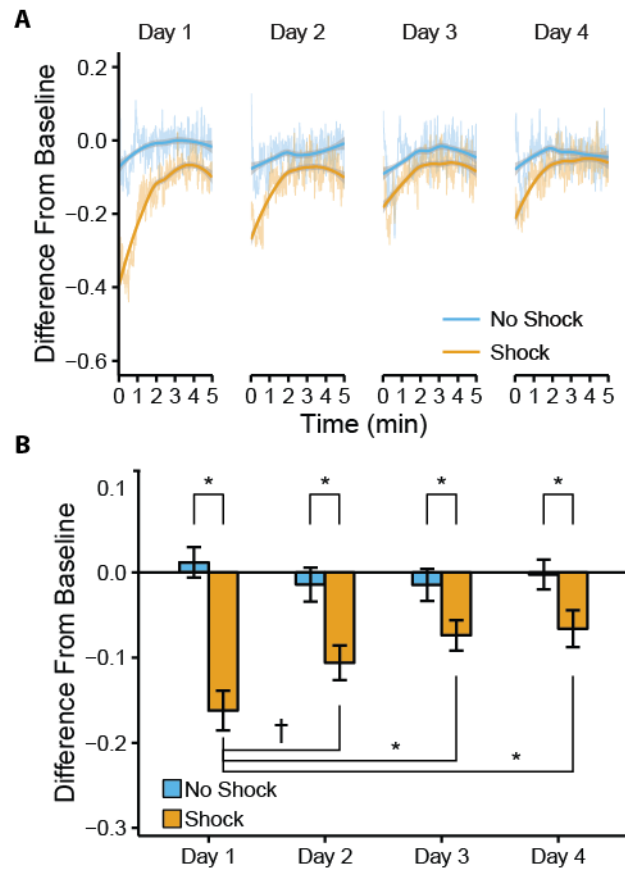 A
Day 1 Day 2 Day 3 Day 4
0.2
0.0
−0.2
−0.4
−0.6
Difference From Baseline
No Shock
Shock
0 1 2 3 4 5 0 1 2 3 4 5 0 1 2 3 4 5 0 1 2 3 4 5
Time (min)
B
0.1
0.0
−0.1
−0.2
−0.3
Difference From Baseline
* * * *
† * *
No Shock
Shock
Day 1 Day 2 Day 3 Day 4